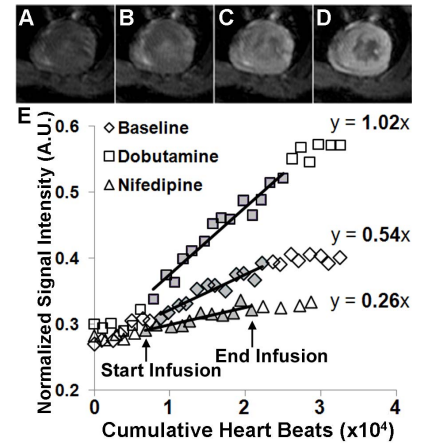 A B C D
E
Normalized Signal Intensity (A.U.)
0.6
0.5
0.4
0.3
0.2
Baseline
Dobutamine
Nifedipine
y = 1.02x
y = 0.54x
y = 0.26x
Start Infusion
End Infusion
0 1 2 3 4
Cumulative Heart Beats (x10⁴)